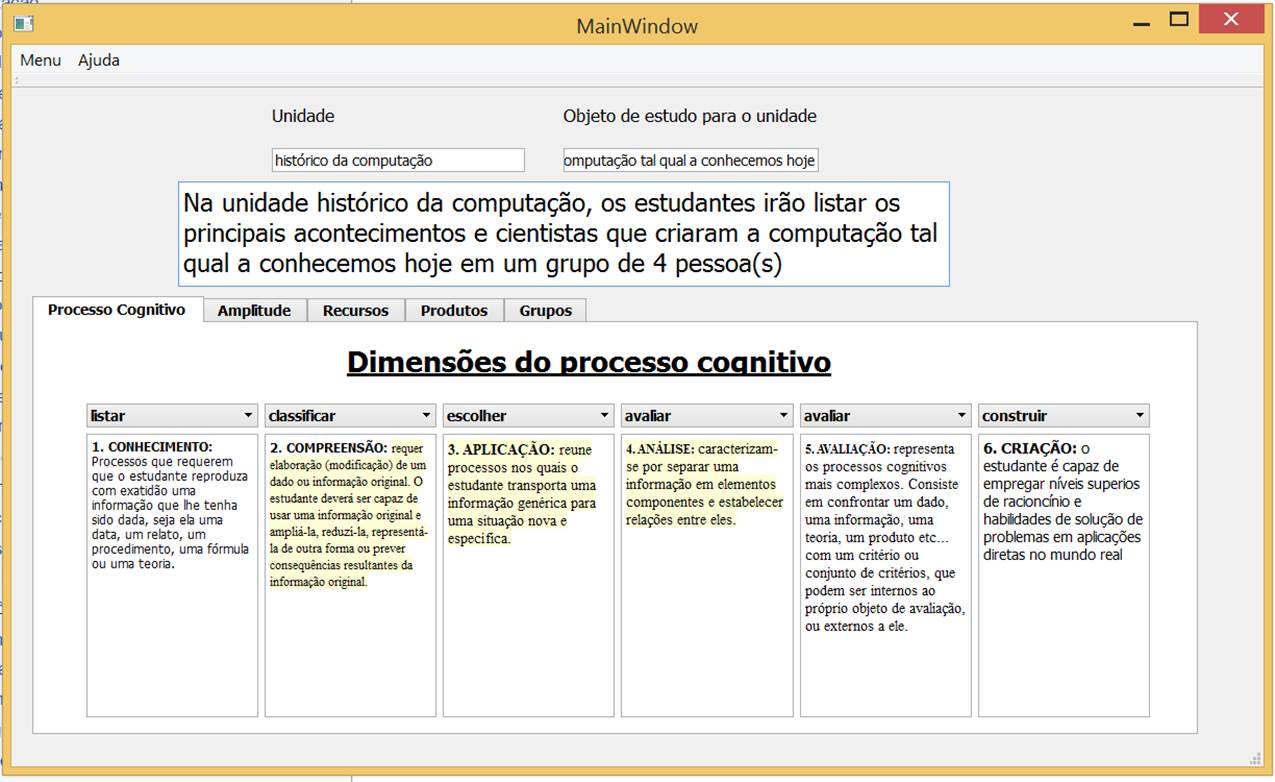 MainWindow
Menu Ajuda
Unidade
Objeto de estudo para o unidade
histórico da computação
omputação tal qual a conhecemos hoje
Na unidade histórico da computação, os estudantes irão listar os
principais acontecimentos e cientistas que criaram a computação tal
qual a conhecemos hoje em um grupo de 4 pessoa(s)
Processo Cognitivo Amplitude Recursos Produtos Grupos
Dimensões do processo cognitivo
listar
1. CONHECIMENTO:
Processos que requerem
que o estudante reproduza
com exatidão uma
informação que lhe tenha
sido dada, seja ela uma
data, um relato, um
procedimento, uma fórmula
ou uma teoria.
classificar
2. COMPREENSÃO: requer
elaboração (modificação) de um
dado ou informação original. O
estudante deverá ser capaz de
usar uma informação original e
ampliá-la, reduzi-la, representá-
la de outra forma ou prever
consequências resultantes da
informação original.
escolher
3. APLICAÇÃO: reune
processos nos quais o
estudante transporta uma
informação genérica para
uma situação nova e
especifica.
avaliar
4. ANÁLISE: caracterizam-
se por separar uma
informação em elementos
componentes e estabelecer
relações entre eles.
avaliar
5. AVALIAÇÃO: representa
os processos cognitivos
mais complexos. Consiste
em confrontar um dado,
uma informação, uma
teoria, um produto etc...
com um critério ou
conjunto de critérios, que
podem ser internos ao
próprio objeto de avaliação,
ou externos a ele.
construir
6. CRIAÇÃO: o
estudante é capaz de
empregar níveis superios
de racioncínio e
habilidades de solução de
problemas em aplicações
diretas no mundo real